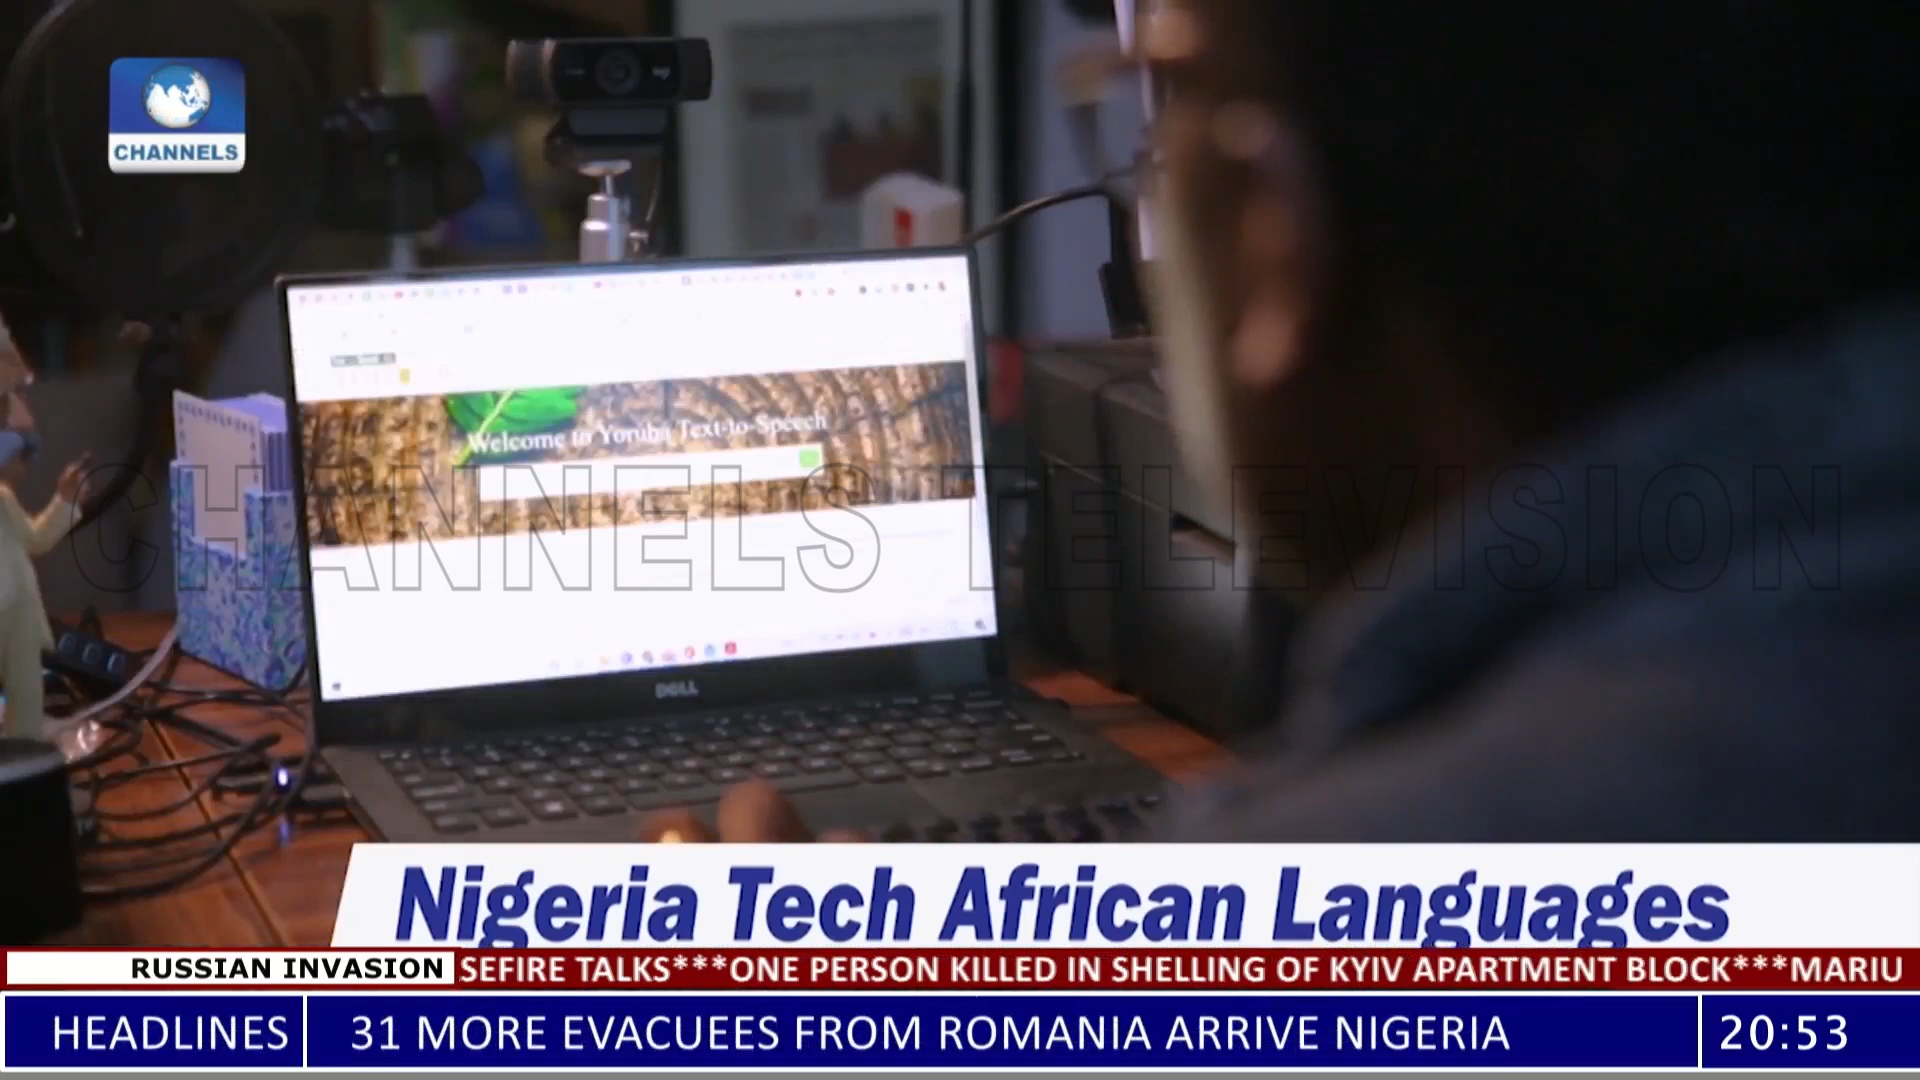 CHANNELS
Welcome to Yoruba Text-to-Speech
DELL
CHANNELS TELEVISION
Nigeria Tech African Languages
RUSSIAN INVASION
SEFIRE TALKS***ONE PERSON KILLED IN SHELLING OF KYIV APARTMENT BLOCK***MARIU
HEADLINES
31 MORE EVACUEES FROM ROMANIA ARRIVE NIGERIA
20:53